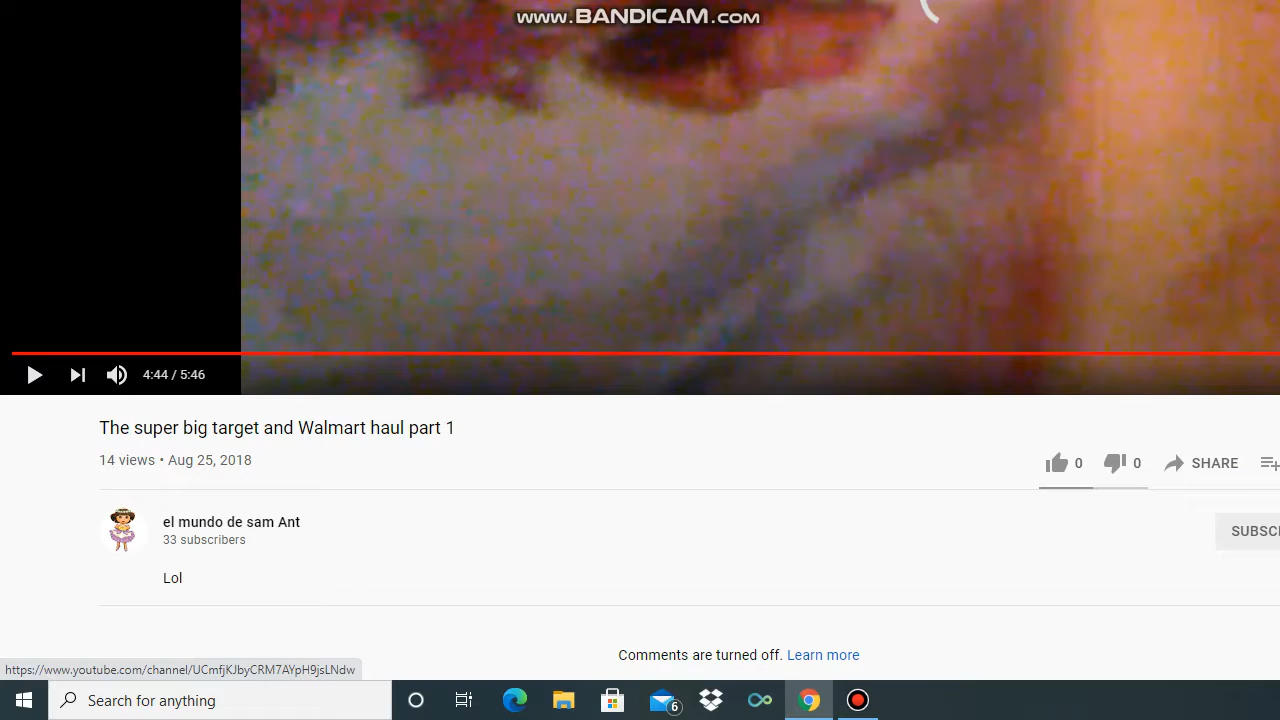 www.BANDICAM.com
4:44 / 5:46
The super big target and Walmart haul part 1
14 views • Aug 25, 2018
0 0 SHARE
el mundo de sam Ant
33 subscribers
SUBSC
Lol
Comments are turned off. Learn more
https://www.youtube.com/channel/UCmfjKJbyCRM7AYpH9jsLNdw
Search for anything
6